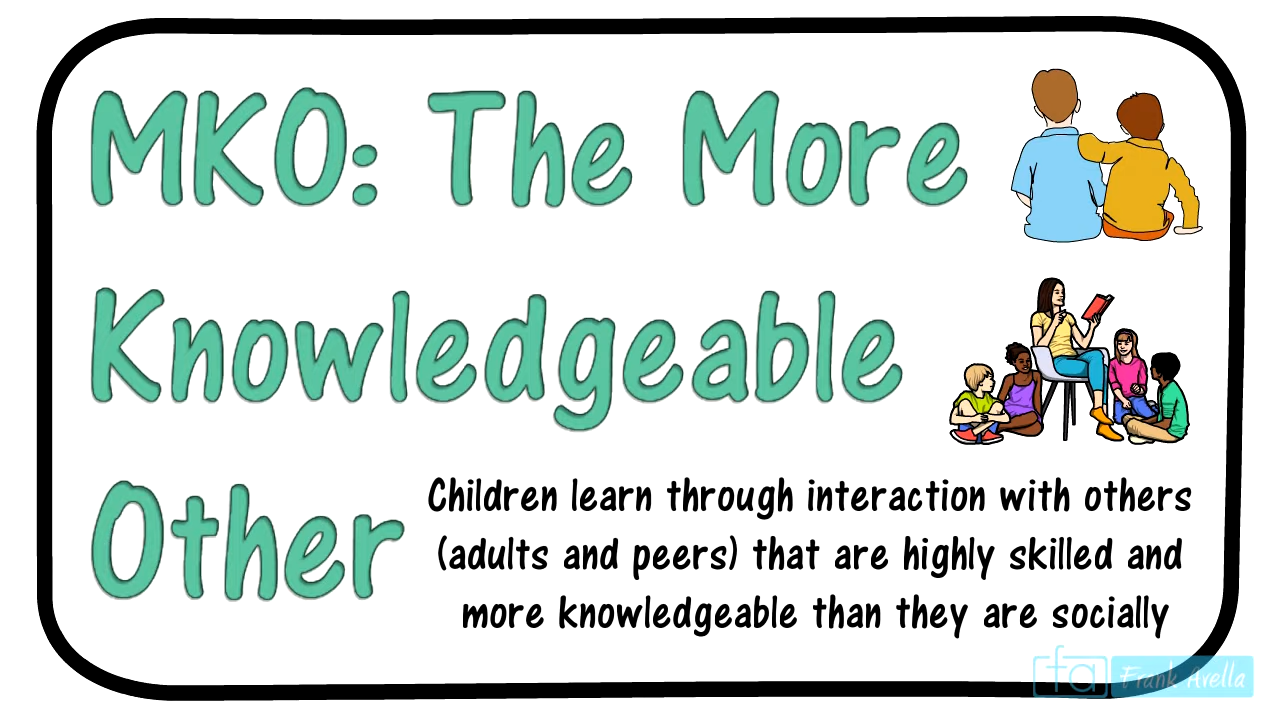 MKO: The More
Knowledgeable
Other
Children learn through interaction with others
(adults and peers) that are highly skilled and
more knowledgeable than they are socially
fa Frank Avella